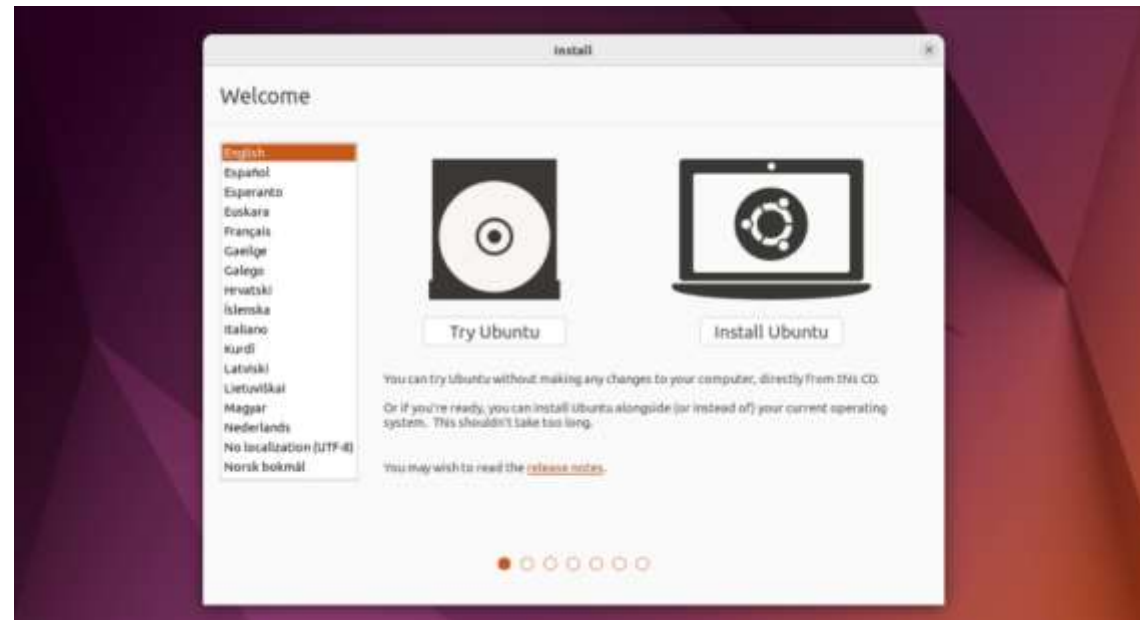 Install
Welcome
English
Español
Esperanto
Euskara
Français
Gaeilge
Galego
Hrvatski
Íslenska
Italiano
Kurdî
Latviski
Lietuviškai
Magyar
Nederlands
No localization (UTF-8)
Norsk bokmål
Try Ubuntu
Install Ubuntu
You can try Ubuntu without making any changes to your computer, directly from this CD.
Or if you're ready, you can install Ubuntu alongside (or instead of) your current operating
system. This shouldn't take too long.
You may wish to read the release notes.